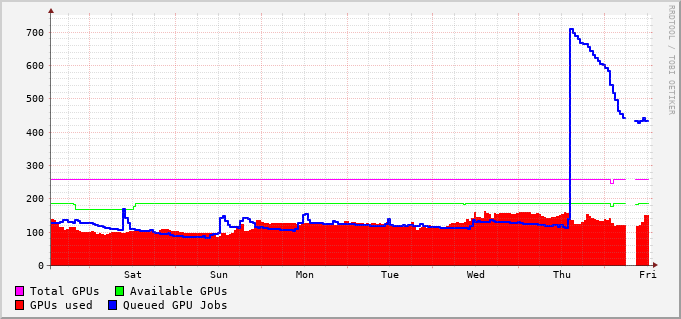 700
600
500
400
300
200
100
0
Sat Sun Mon Tue Wed Thu Fri
Total GPUs Available GPUs
GPUs used Queued GPU Jobs
RRDTOOL / TOBI OETIKER